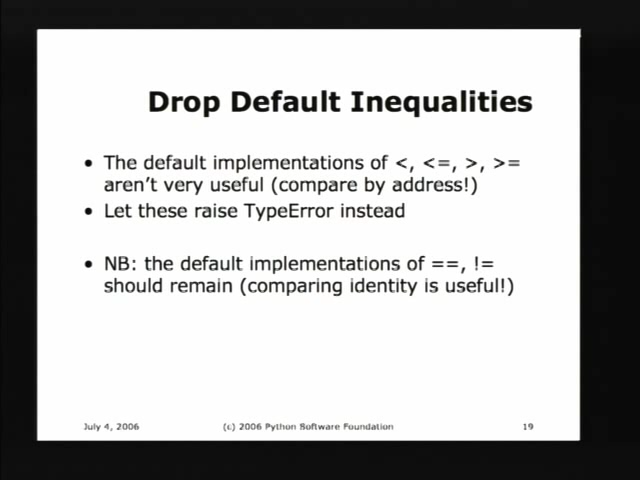 Drop Default Inequalities
• The default implementations of <, <=, >, >=
aren't very useful (compare by address!)
• Let these raise TypeError instead
• NB: the default implementations of ==, !=
should remain (comparing identity is useful!)
July 4, 2006 (c) 2006 Python Software Foundation 19